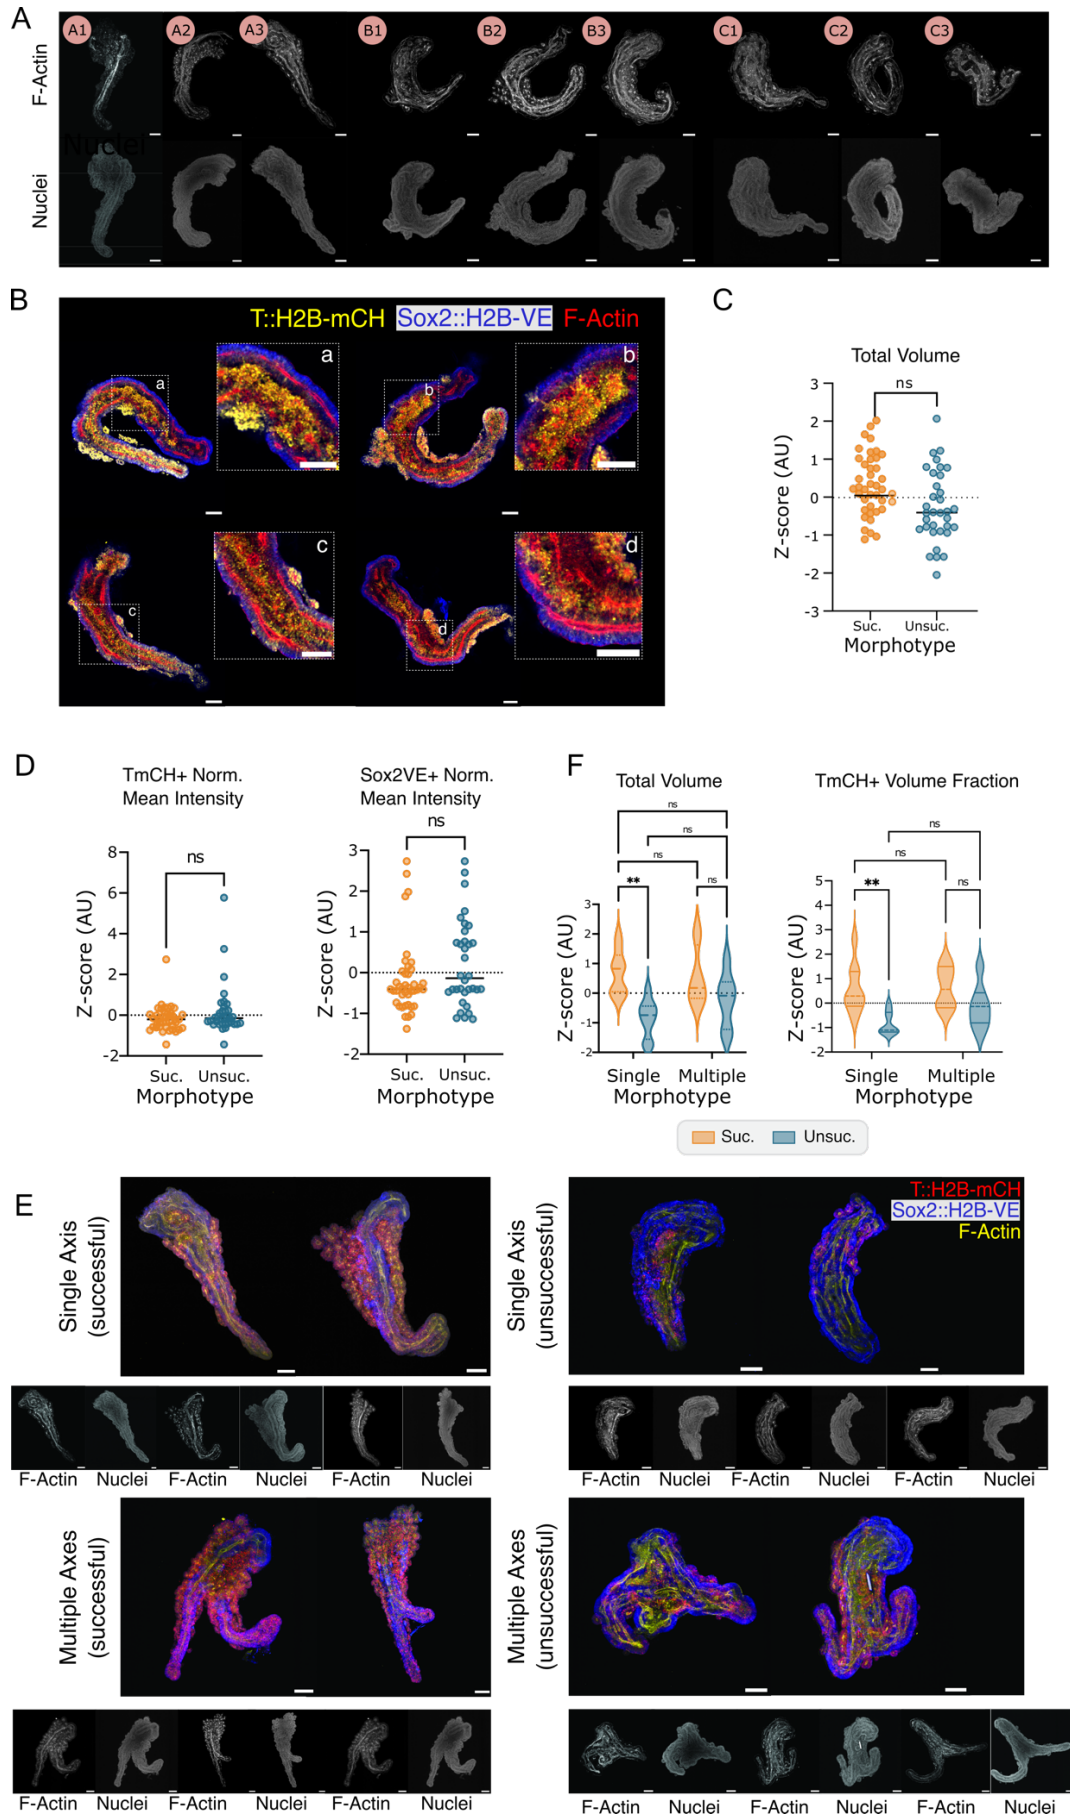 A
A1 A2 A3 B1 B2 B3 C1 C2 C3
F-Actin
Nuclei
Nuclei
B
T::H2B-mCH Sox2::H2B-VE F-Actin
a a b b
c c d d
C
Total Volume
ns
Z-score (AU)
3
2
1
0
-1
-2
-3
Suc. Unsuc.
Morphotype
D
TmCH+ Norm.
Mean Intensity
ns
Z-score (AU)
8
6
4
2
0
-2
Suc. Unsuc.
Morphotype
Sox2VE+ Norm.
Mean Intensity
ns
Z-score (AU)
3
2
1
0
-1
-2
Suc. Unsuc.
Morphotype
F
Total Volume
ns
ns
ns
** ns
Z-score (AU)
3
2
1
0
-1
-2
Single Multiple
Morphotype
TmCH+ Volume Fraction
ns
ns
** ns
Z-score (AU)
5
4
3
2
1
0
-1
-2
Single Multiple
Morphotype
Suc. Unsuc.
E
Single Axis
(successful)
F-Actin Nuclei F-Actin Nuclei F-Actin Nuclei
Single Axis
(unsuccessful)
T::H2B-mCH
Sox2::H2B-VE
F-Actin
F-Actin Nuclei F-Actin Nuclei F-Actin Nuclei
Multiple Axes
(successful)
F-Actin Nuclei F-Actin Nuclei F-Actin Nuclei
Multiple Axes
(unsuccessful)
F-Actin Nuclei F-Actin Nuclei F-Actin Nuclei